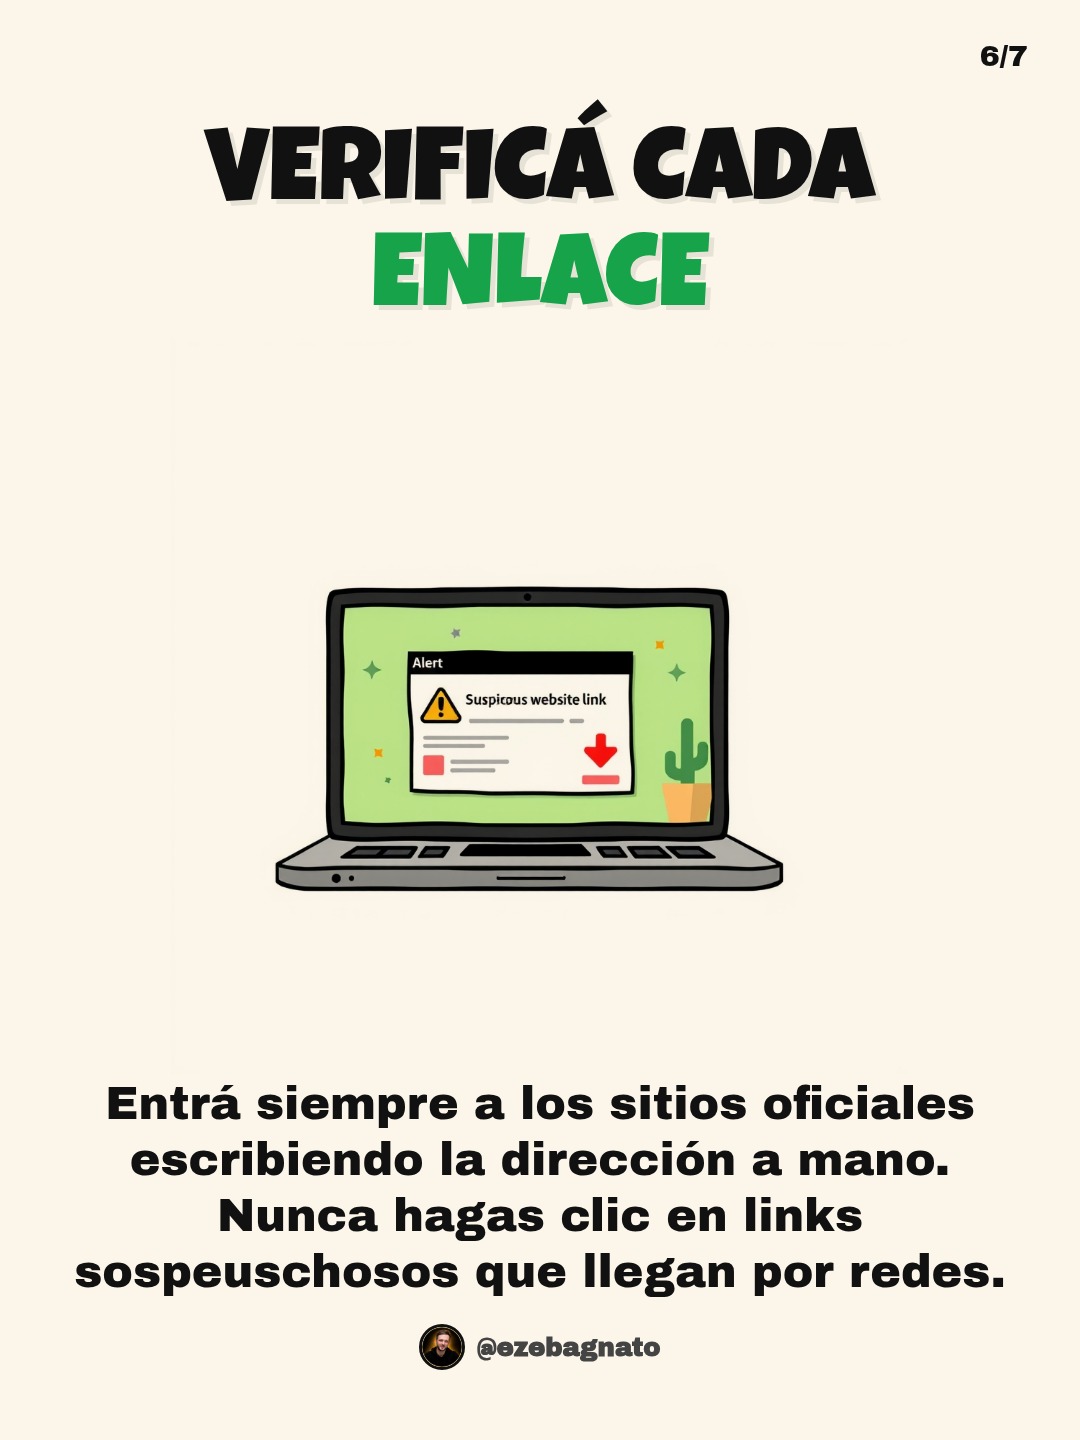 6/7
VERIFICÁ CADA
ENLACE
Alert
Suspicous website link
Entrá siempre a los sitios oficiales
escribiendo la dirección a mano.
Nunca hagas clic en links
sospeuschosos que llegan por redes.
@ezebagnato